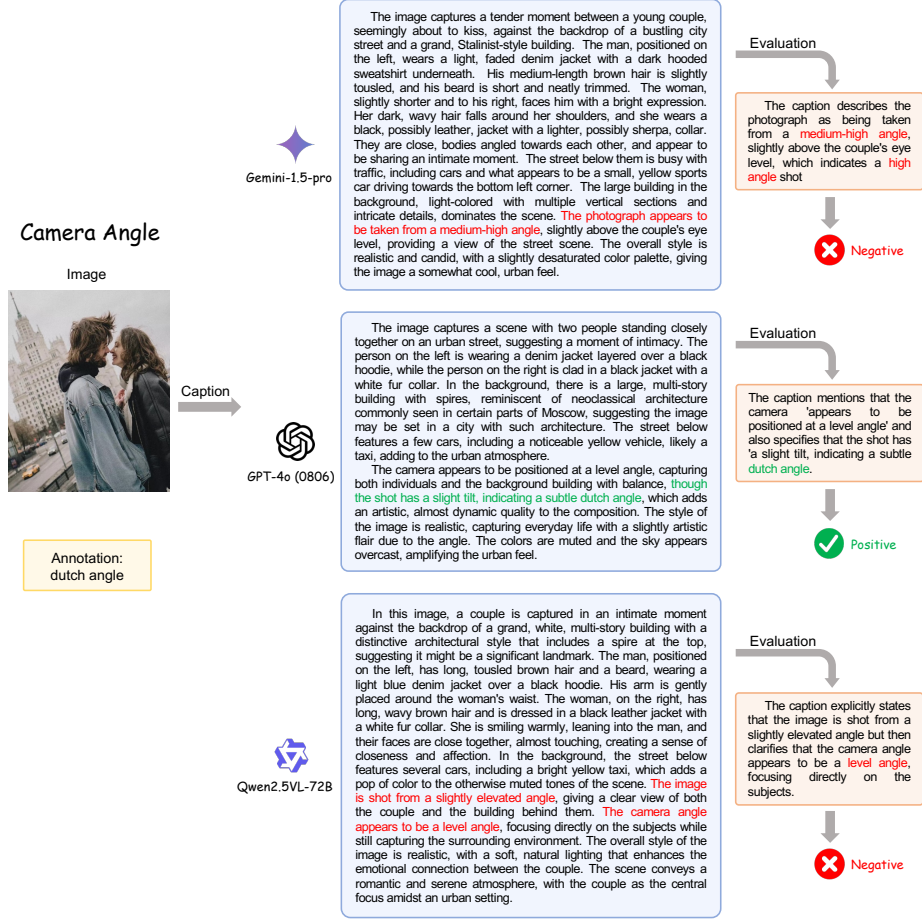 Camera Angle
Image
Annotation:
dutch angle
Caption
Gemini-1.5-pro
The image captures a tender moment between a young couple,
seemingly about to kiss, against the backdrop of a bustling city
street and a grand, Stalinist-style building. The man, positioned on
the left, wears a light, faded denim jacket with a dark hooded
sweatshirt underneath. His medium-length brown hair is slightly
tousled, and his beard is short and neatly trimmed. The woman,
slightly shorter and to his right, faces him with a bright expression.
Her dark, wavy hair falls around her shoulders, and she wears a
black, possibly leather, jacket with a lighter, possibly sherpa, collar.
They are close, bodies angled towards each other, and appear to
be sharing an intimate moment. The street below them is busy with
traffic, including cars and what appears to be a small, yellow sports
car driving towards the bottom left corner. The large building in the
background, light-colored with multiple vertical sections and
intricate details, dominates the scene. The photograph appears to
be taken from a medium-high angle, slightly above the couple's eye
level, providing a view of the street scene. The overall style is
realistic and candid, with a slightly desaturated color palette, giving
the image a somewhat cool, urban feel.
Evaluation
The caption describes the
photograph as being taken
from a medium-high angle,
slightly above the couple's eye
level, which indicates a high
angle shot
Negative
GPT-4o (0806)
The image captures a scene with two people standing closely
together on an urban street, suggesting a moment of intimacy. The
person on the left is wearing a denim jacket layered over a black
hoodie, while the person on the right is clad in a black jacket with a
white fur collar. In the background, there is a large, multi-story
building with spires, reminiscent of neoclassical architecture
commonly seen in certain parts of Moscow, suggesting the image
may be set in a city with such architecture. The street below
features a few cars, including a noticeable yellow vehicle, likely a
taxi, adding to the urban atmosphere.
The camera appears to be positioned at a level angle, capturing
both individuals and the background building with balance, though
the shot has a slight tilt, indicating a subtle dutch angle, which adds
an artistic, almost dynamic quality to the composition. The style of
the image is realistic, capturing everyday life with a slightly artistic
flair due to the angle. The colors are muted and the sky appears
overcast, amplifying the urban feel.
Evaluation
The caption mentions that the
camera 'appears to be
positioned at a level angle' and
also specifies that the shot has
'a slight tilt, indicating a subtle
dutch angle.
Positive
Qwen2.5VL-72B
In this image, a couple is captured in an intimate moment
against the backdrop of a grand, white, multi-story building with a
distinctive architectural style that includes a spire at the top,
suggesting it might be a significant landmark. The man, positioned
on the left, has long, tousled brown hair and a beard, wearing a
light blue denim jacket over a black hoodie. His arm is gently
placed around the woman's waist. The woman, on the right, has
long, wavy brown hair and is dressed in a black leather jacket with
a white fur collar. She is smiling warmly, leaning into the man, and
their faces are close together, almost touching, creating a sense of
closeness and affection. In the background, the street below
features several cars, including a bright yellow taxi, which adds a
pop of color to the otherwise muted tones of the scene. The image
is shot from a slightly elevated angle, giving a clear view of both
the couple and the building behind them. The camera angle
appears to be a level angle, focusing directly on the subjects while
still capturing the surrounding environment. The overall style of the
image is realistic, with a soft, natural lighting that enhances the
emotional connection between the couple. The scene conveys a
romantic and serene atmosphere, with the couple as the central
focus amidst an urban setting.
Evaluation
The caption explicitly states
that the image is shot from a
slightly elevated angle but then
clarifies that the camera angle
appears to be a level angle,
focusing directly on the
subjects.
Negative